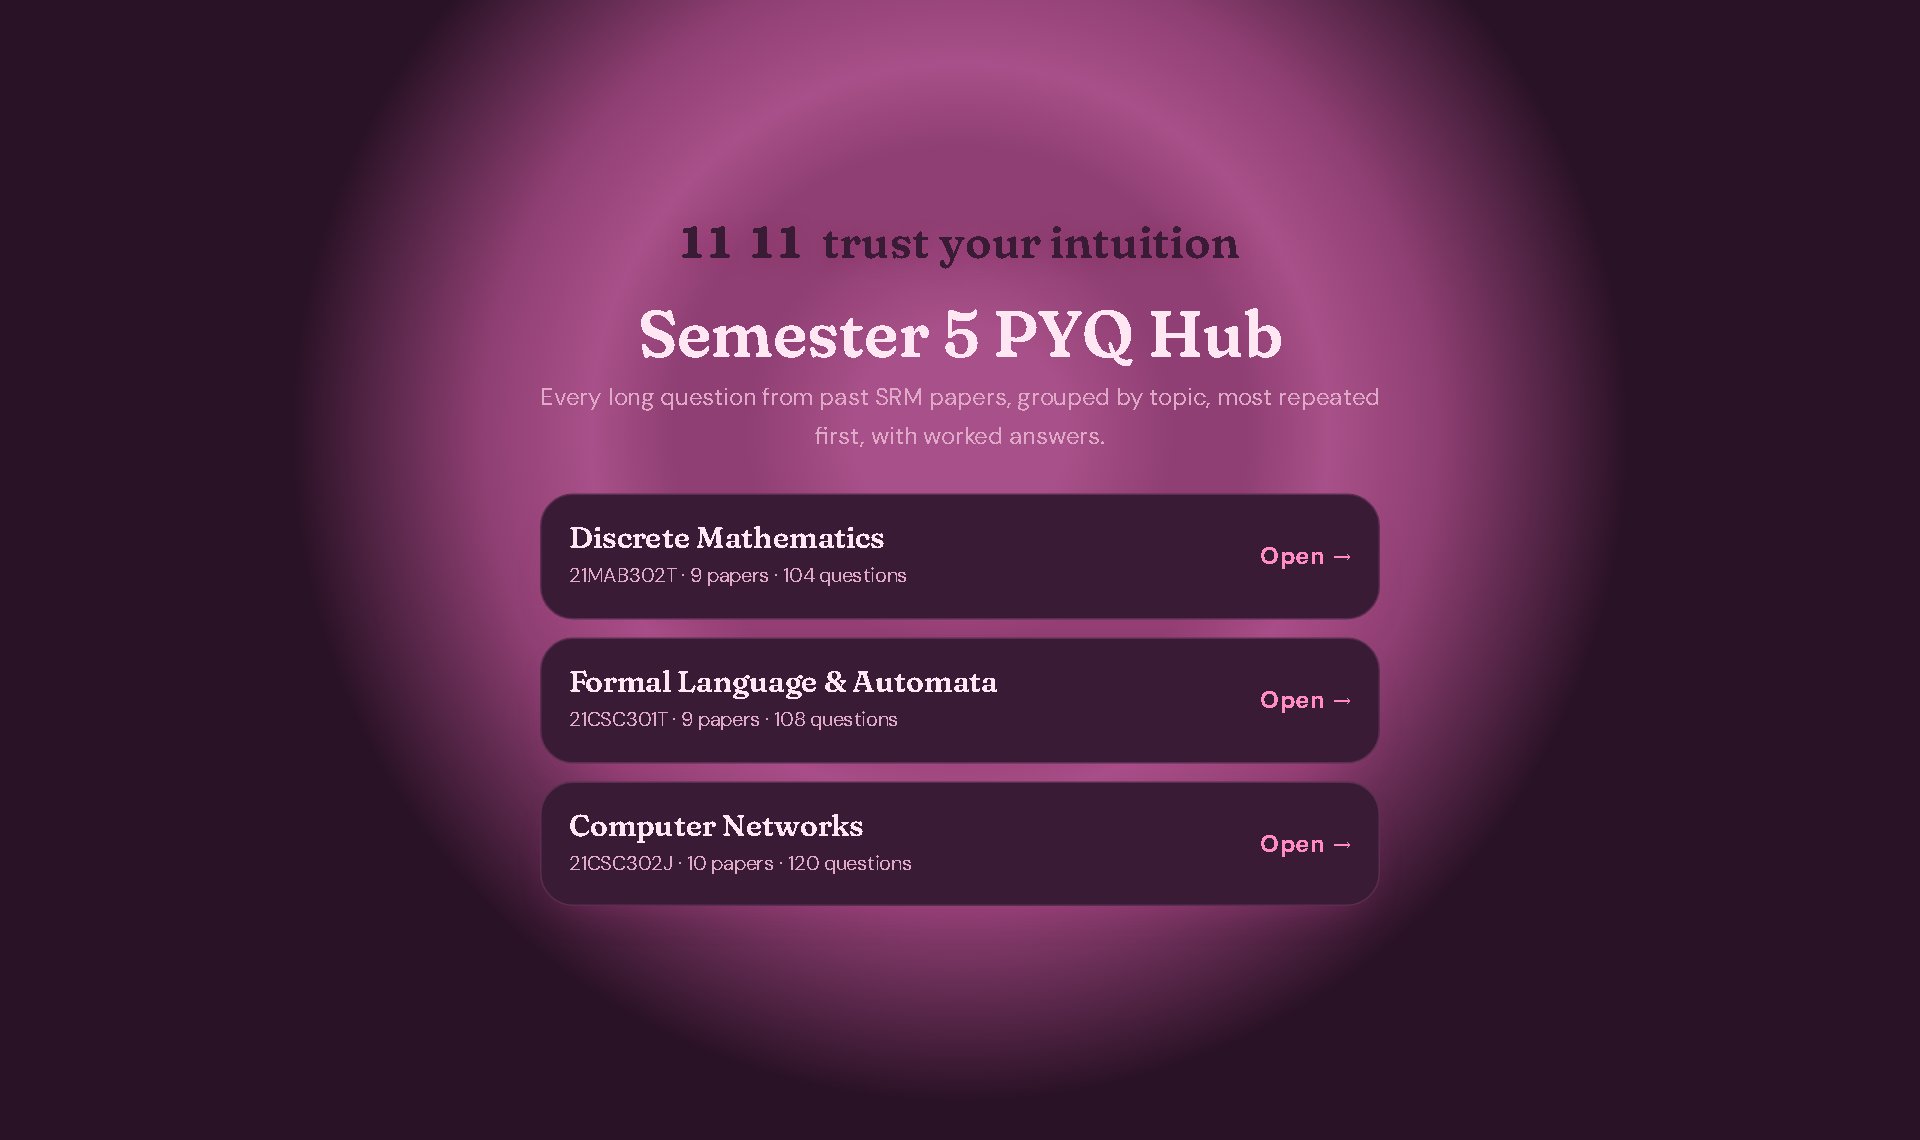 11 11 trust your intuition
Semester 5 PYQ Hub
Every long question from past SRM papers, grouped by topic, most repeated
first, with worked answers.
Discrete Mathematics
21MAB302T · 9 papers · 104 questions
Open →
Formal Language & Automata
21CSC301T · 9 papers · 108 questions
Open →
Computer Networks
21CSC302J · 10 papers · 120 questions
Open →